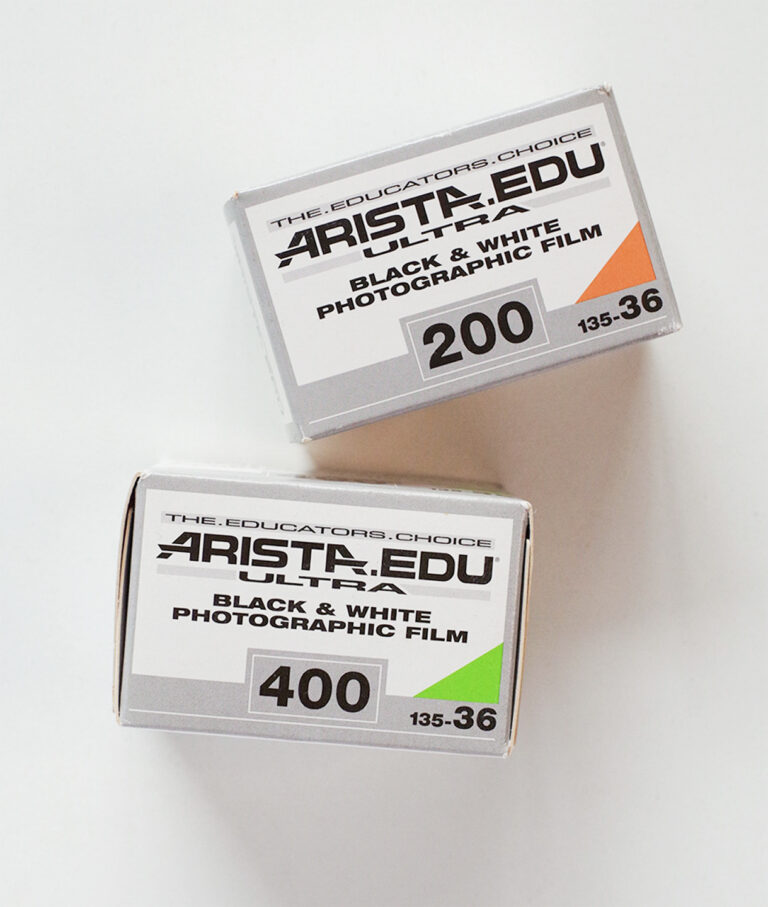 THE.EDUCATORS.CHOICE
ARISTA.EDU®
ULTRA
BLACK & WHITE
PHOTOGRAPHIC FILM
200
135-36
THE.EDUCATORS.CHOICE
ARISTA.EDU®
ULTRA
BLACK & WHITE
PHOTOGRAPHIC FILM
400
135-36